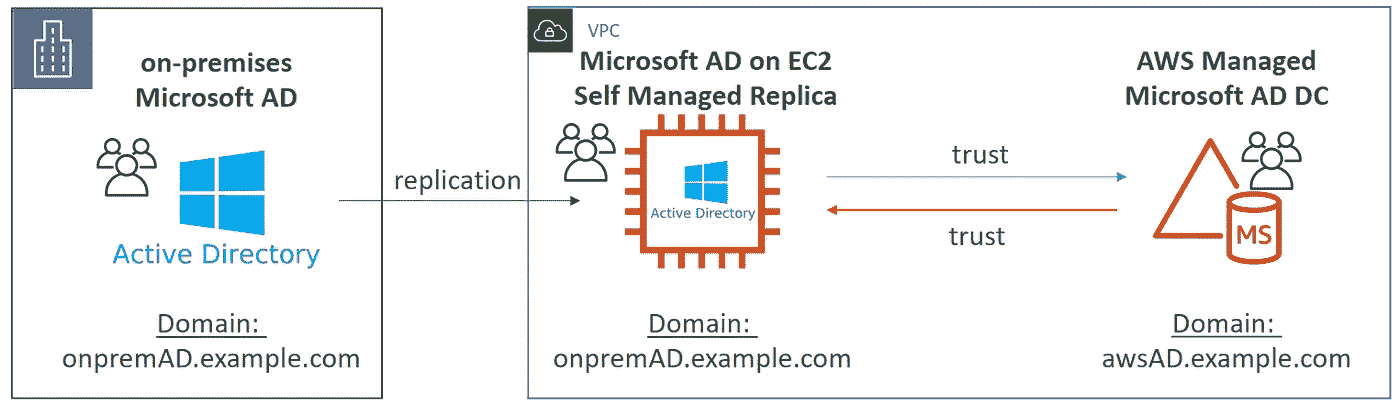 on-premises
Microsoft AD
Active Directory
Domain:
onpremAD.example.com
replication
VPC
Microsoft AD on EC2
Self Managed Replica
Active Directory
Domain:
onpremAD.example.com
trust
trust
AWS Managed
Microsoft AD DC
MS
Domain:
awsAD.example.com